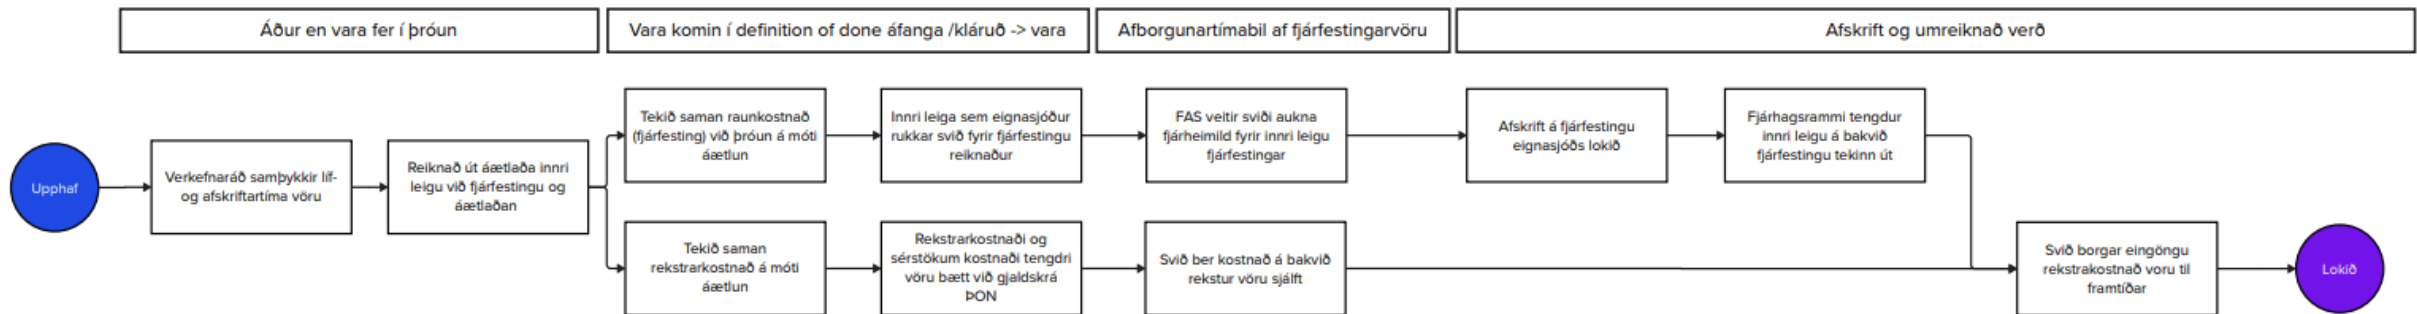 Áður en vara fer í þróun
Vara komin í definition of done áfanga /kláruð -> vara
Afborgunartímabil af fjárfestingarvöru
Afskrift og umreiknað verð
Upphaf
Verkefnaráð samþykkir líf-
og afskriftartíma vöru
Reiknað út áætlaða innri
leigu við fjárfestingu og
áætlaðan
Tekið saman raunkostnað
(fjárfesting) við þróun á móti
áætlun
Innri leiga sem eignasjóður
rukkar svið fyrir fjárfestingu
reiknaður
FAS veitir sviði aukna
fjárheimild fyrir innri leigu
fjárfestingar
Afskrift á fjárfestingu
eignasjóðs lokið
Fjárhagsrammi tengdur
innri leigu á bakvið
fjárfestingu tekinn út
Tekið saman
rekstrarkostnað á móti
áætlun
Rekstrarkostnaði og
sérstökum kostnaði tengdri
vöru bætt við gjaldskrá
ÞON
Svið ber kostnað á bakvið
rekstur vöru sjálft
Svið borgar eingöngu
rekstrakostnað voru til
framtíðar
Lokið